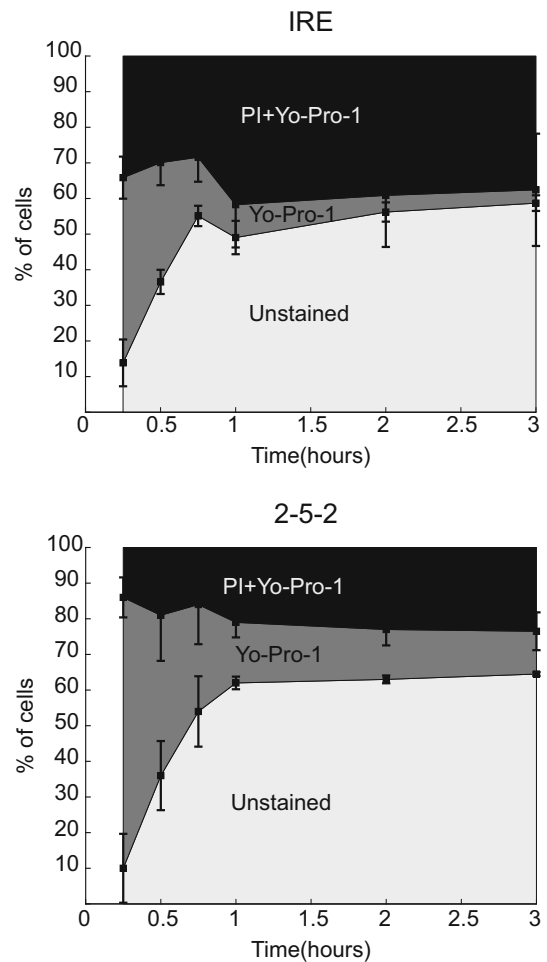 IRE
100
90
80
70
60
50
40
30
20
10
% of cells
PI+Yo-Pro-1
Yo-Pro-1
Unstained
0 0.5 1 1.5 2 2.5 3
Time(hours)
2-5-2
100
90
80
70
60
50
40
30
20
10
% of cells
PI+Yo-Pro-1
Yo-Pro-1
Unstained
0 0.5 1 1.5 2 2.5 3
Time(hours)